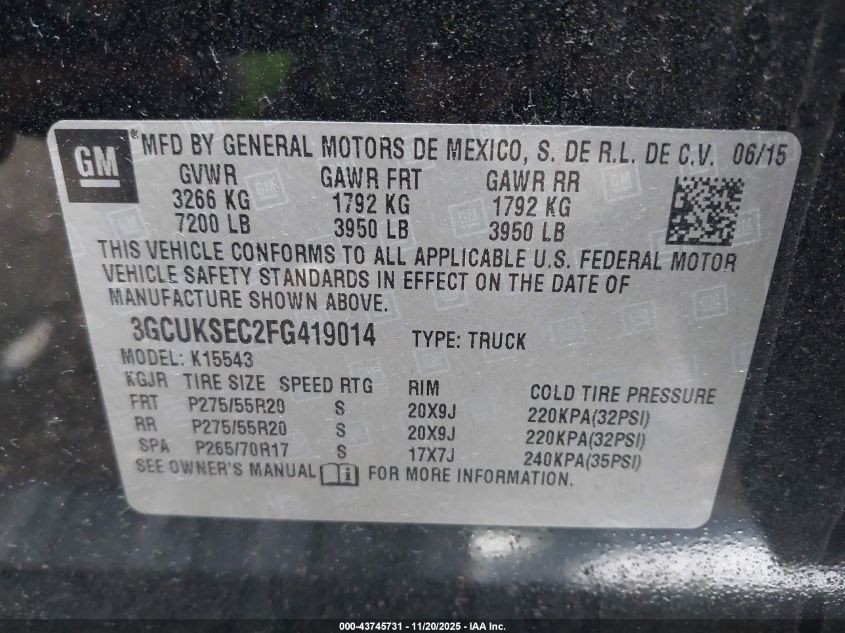 GM ® MFD BY GENERAL MOTORS DE MEXICO, S. DE R.L. DE C.V. 06/15
GVWR GAWR FRT GAWR RR
3266 KG 1792 KG 1792 KG
7200 LB 3950 LB 3950 LB
THIS VEHICLE CONFORMS TO ALL APPLICABLE U.S. FEDERAL MOTOR
VEHICLE SAFETY STANDARDS IN EFFECT ON THE DATE OF
MANUFACTURE SHOWN ABOVE.
3GCUKSEC2FG419014 TYPE: TRUCK
MODEL: K15543
KGJR TIRE SIZE SPEED RTG RIM COLD TIRE PRESSURE
FRT P275/55R20 S 20X9J 220KPA(32PSI)
RR P275/55R20 S 20X9J 220KPA(32PSI)
SPA P265/70R17 S 17X7J 240KPA(35PSI)
SEE OWNER'S MANUAL FOR MORE INFORMATION.
000-43745731 - 11/20/2025 - IAA Inc.